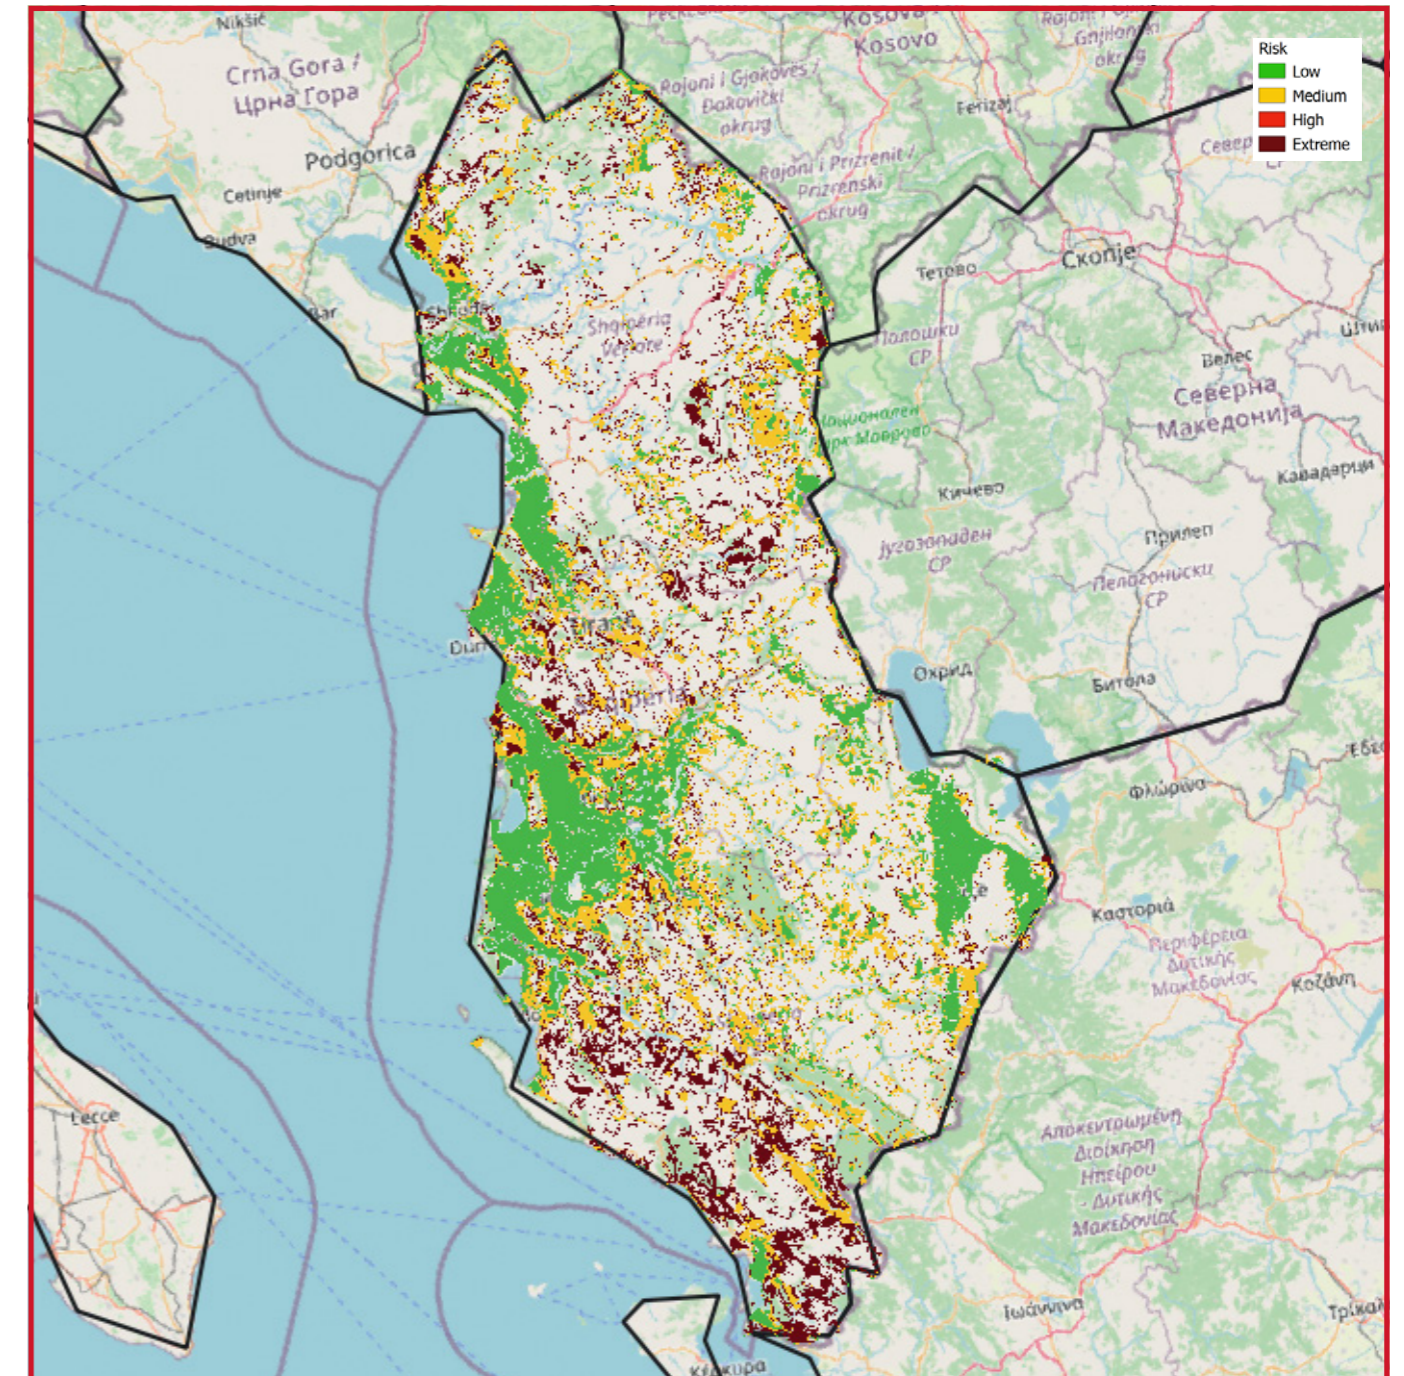 Nikšić
Kosova /
Kosovo
Crna Gora /
Црна Гора
Rajoni i Gjakovës /
Đakovički
okrug
Ferizaj
Risk
Low
Medium
High
Extreme
Podgorica
Cetinje
Rajoni i Prizrenit /
Prizrenski
okrug
Budva
Тетово
Скопје
Bar
Shqipëria
Veriore
Полошки
СР
Велес
Северна
Македонија
Национален
Кичево
Кавадарци
Југозападен
СР
Прилеп
Пелагониски
СР
Охрид
Битола
Φλώρινα
Καστοριά
Περιφέρεια
Δυτικής
Μακεδονίας
Κοζάνη
Lecce
Αποκεντρωμένη
Διοίκηση
Ηπείρου
- Δυτικής
Μακεδονίας
Ιωάννινα
Κέρκυρα